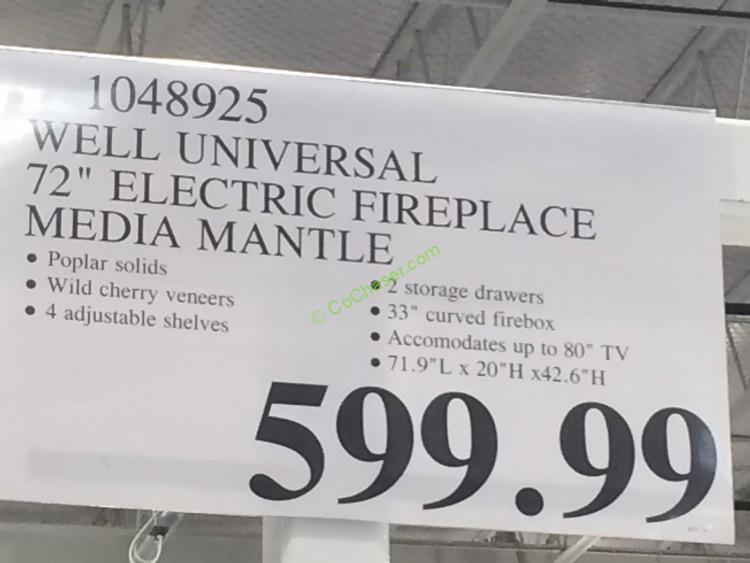 1048925
WELL UNIVERSAL
72" ELECTRIC FIREPLACE
MEDIA MANTLE
• Poplar solids
• Wild cherry veneers
• 4 adjustable shelves
• 2 storage drawers
• 33" curved firebox
• Accomodates up to 80" TV
• 71.9"L x 20"H x42.6"H
© CoChaser.com
599.99